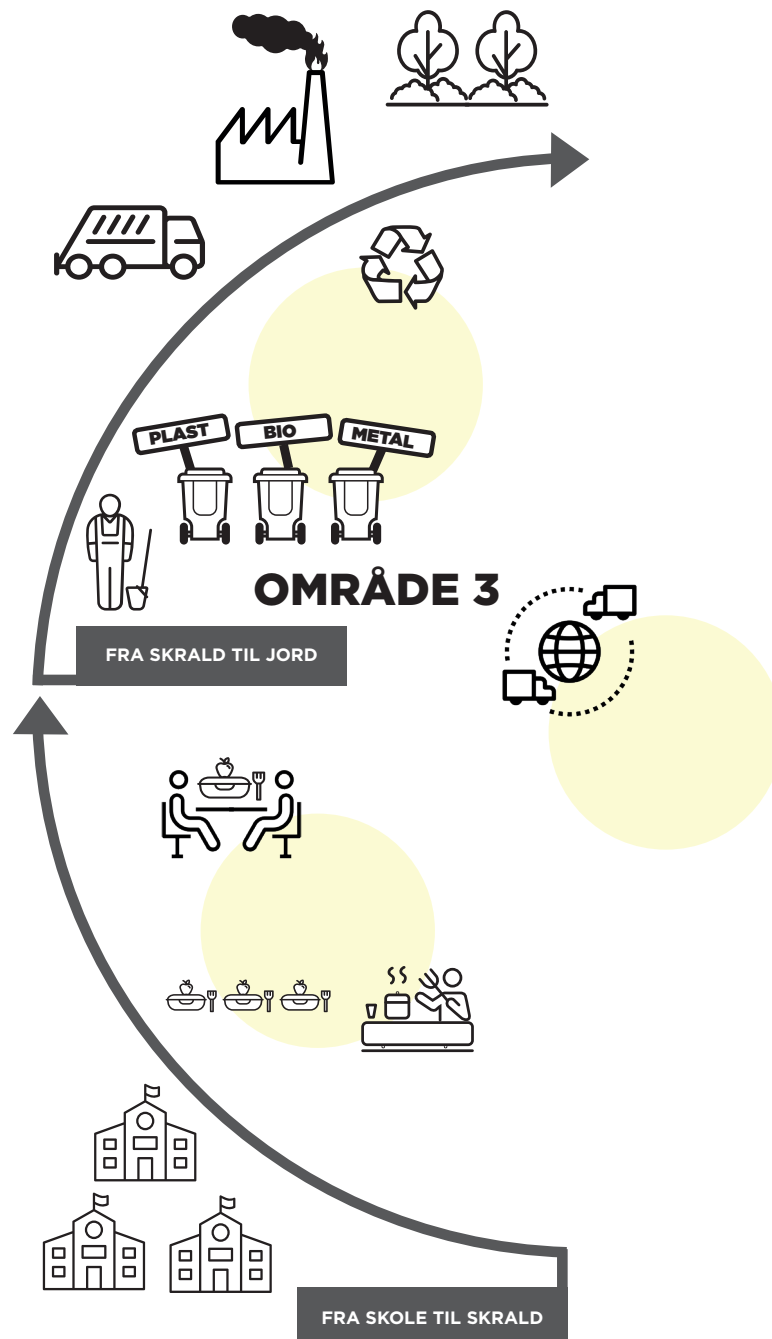 PLAST
BIO
METAL
OMRÅDE 3
FRA SKRALD TIL JORD
FRA SKOLE TIL SKRALD